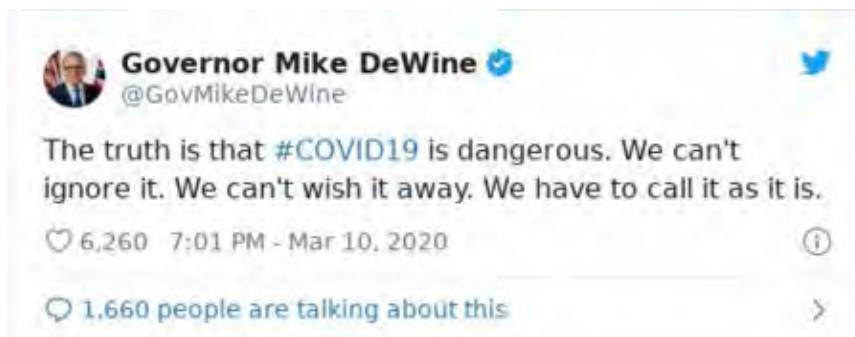 Governor Mike DeWine
@GovMikeDeWine
The truth is that #COVID19 is dangerous. We can't
ignore it. We can't wish it away. We have to call it as it is.
6,260 7:01 PM - Mar 10, 2020
1,660 people are talking about this